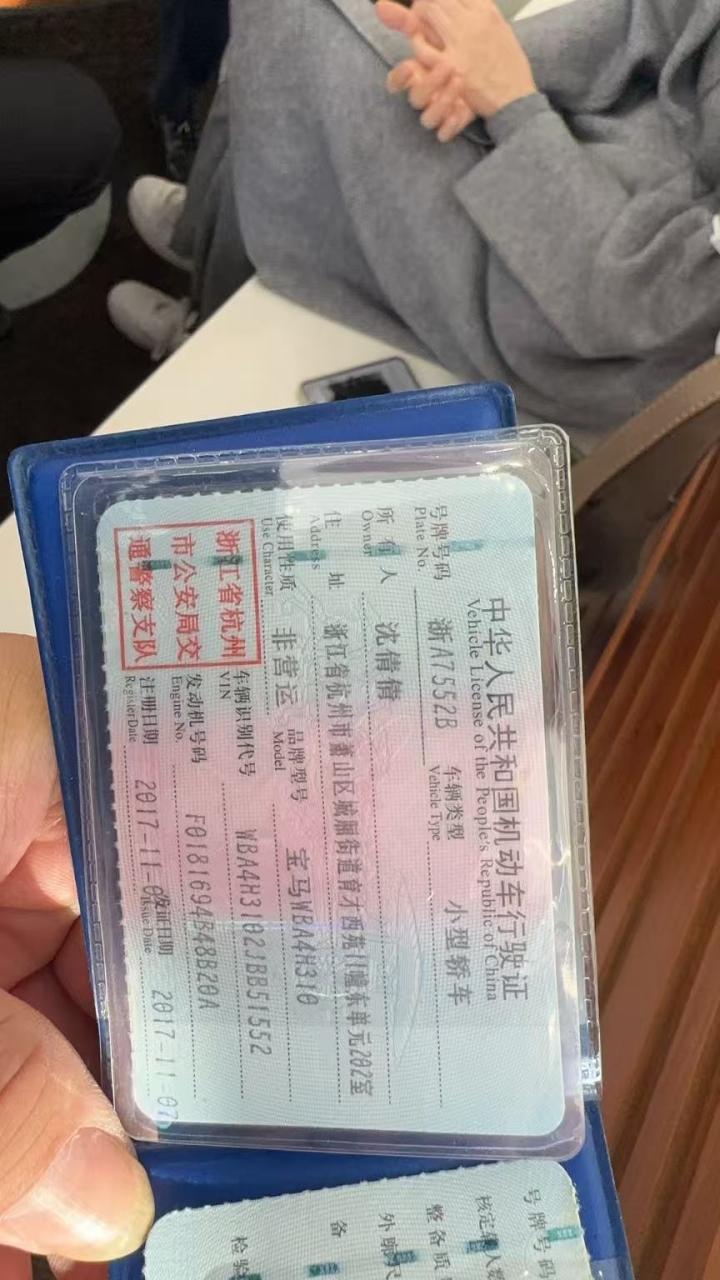 中华人民共和国机动车行驶证
Vehicle License of the People's Republic of China
号牌号码 浙A7552B 车辆类型 小型轿车
Plate No. Vehicle Type
所有人 沈倩倩
Owner
住址 浙江省杭州市萧山区城厢街道育才西苑 幢东单元202室
Address
使用性质 非营运 品牌型号 宝马WBA4H310
Use Character Model
浙江省杭州
市公安局交
通警察支队
车辆识别代号 WBA4H3102JBB51552
VIN
发动机号码 F0181694B48B20A
Engine No.
注册日期 2017-11- 发证日期 2017-11-07
Register Date Issue Date
号牌号码
核定 人数
整备质
外廓尺
备
检验